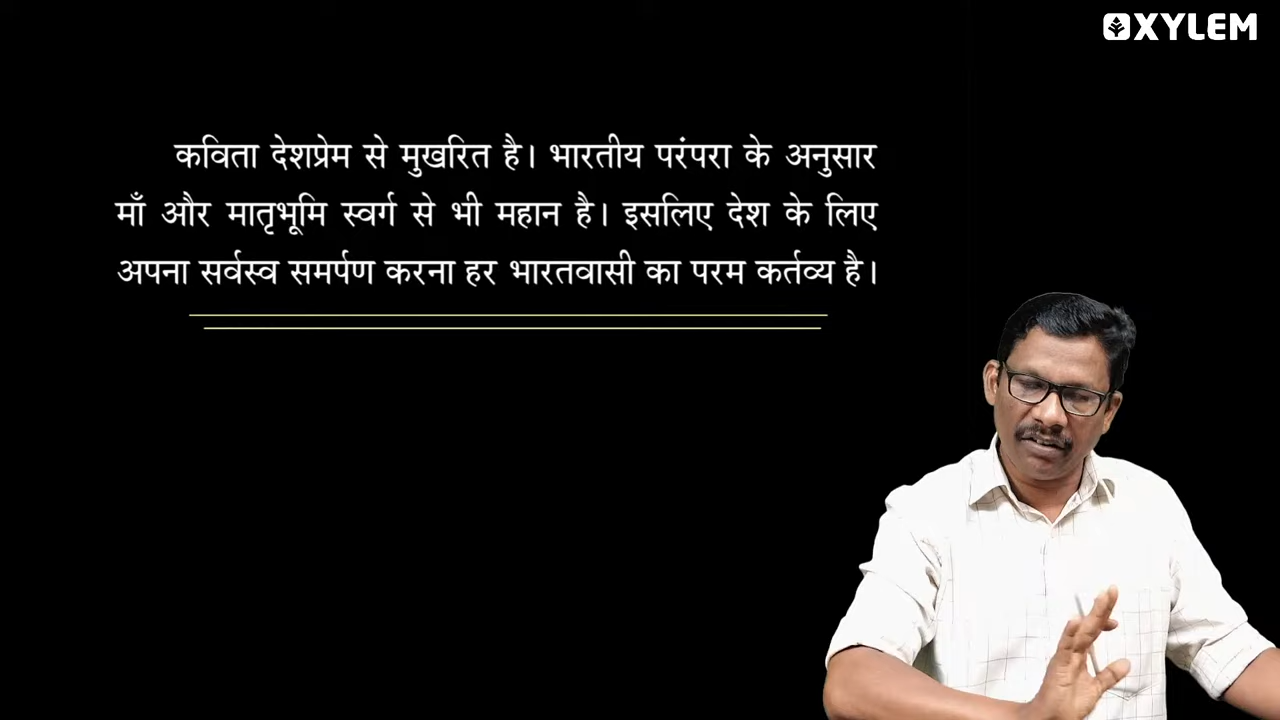 XYLEM
कविता देशप्रेम से मुखरित है। भारतीय परंपरा के अनुसार
माँ और मातृभूमि स्वर्ग से भी महान है। इसलिए देश के लिए
अपना सर्वस्व समर्पण करना हर भारतवासी का परम कर्तव्य है।